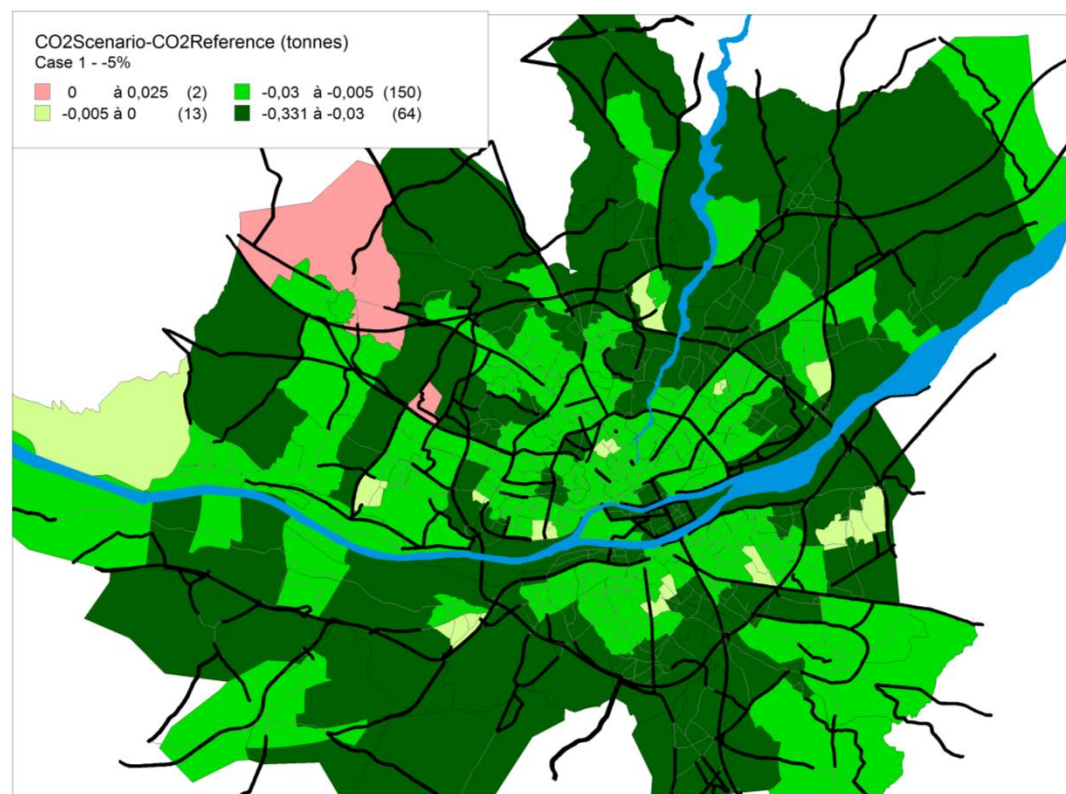 CO2Scenario-CO2Reference (tonnes)
Case 1 - -5%
0 à 0,025 (2)
-0,03 à -0,005 (150)
-0,005 à 0 (13)
-0,331 à -0,03 (64)